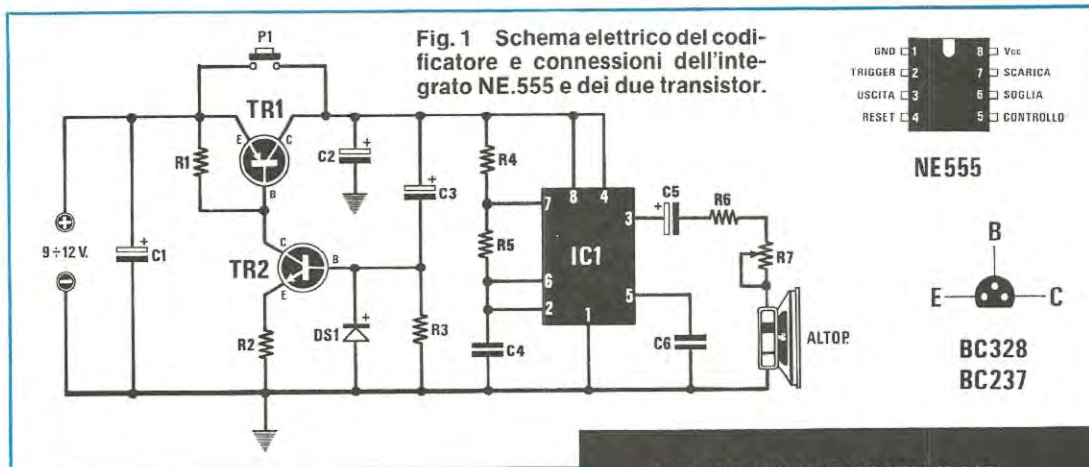 Fig. 1 Schema elettrico del codi-
ficatore e connessioni dell'inte-
grato NE.555 e dei due transistor.
P1
TR1
E
C
B
R1
C2
+
C3
+
R4
R5
7
6
2
8
4
3
5
1
IC1
C5
+
R6
R7
C4
C6
ALTOP.
9÷12 V.
+
-
C1
+
TR2
C
B
E
R2
DS1
+
R3
GND 1
TRIGGER 2
USCITA 3
RESET 4
8 Vcc
7 SCARICA
6 SOGLIA
5 CONTROLLO
NE555
B
E
C
BC328
BC237